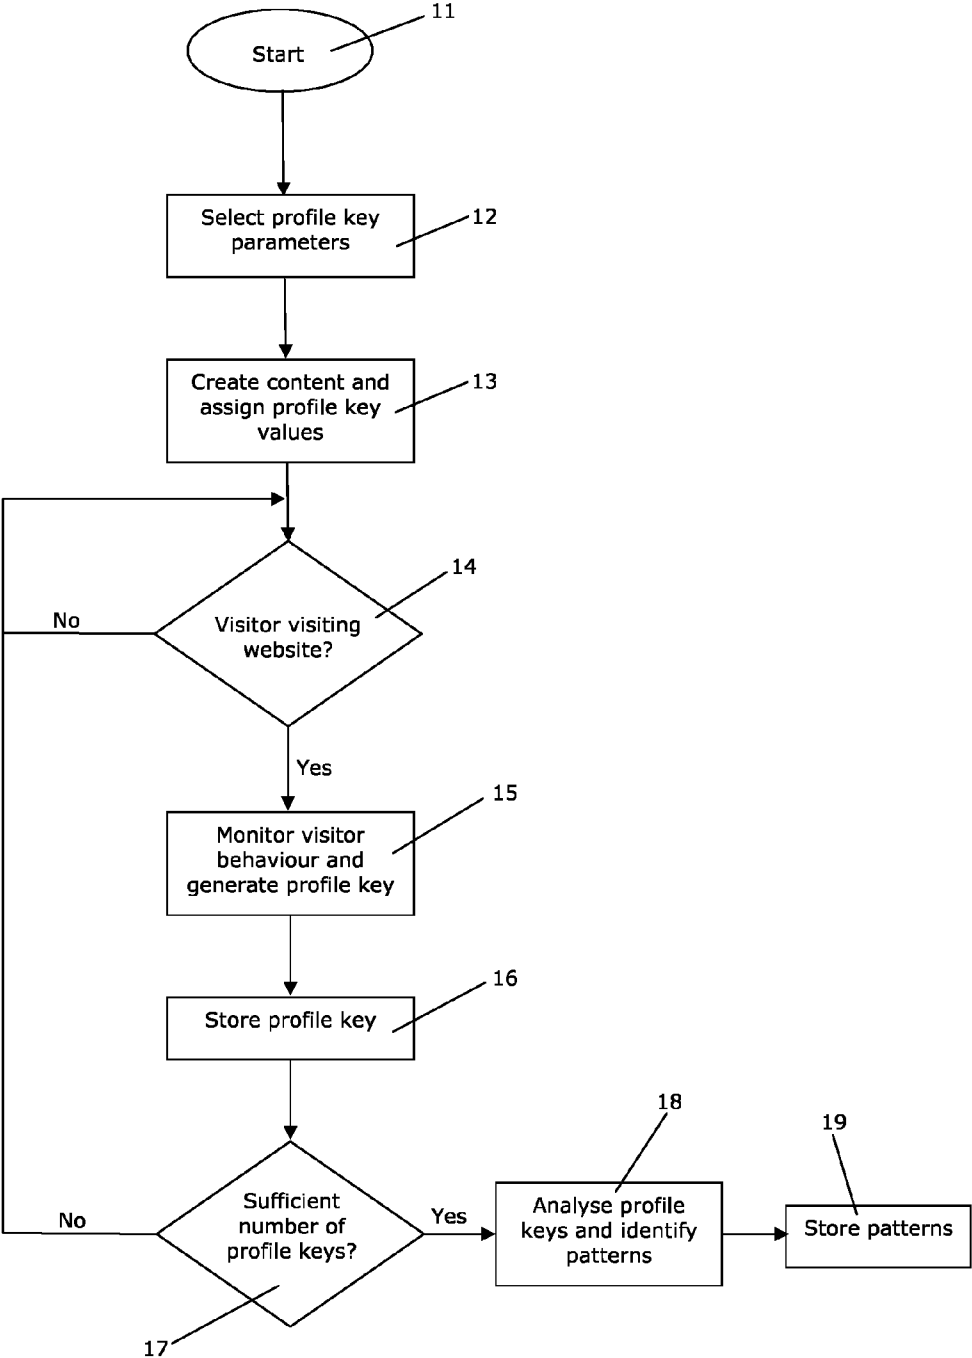 11
Start
Select profile key
parameters
12
Create content and
assign profile key
values
13
14
Visitor visiting
website?
No
Yes
15
Monitor visitor
behaviour and
generate profile key
16
Store profile key
18
19
Sufficient
number of
profile keys?
No
Yes
Analyse profile
keys and identify
patterns
Store patterns
17